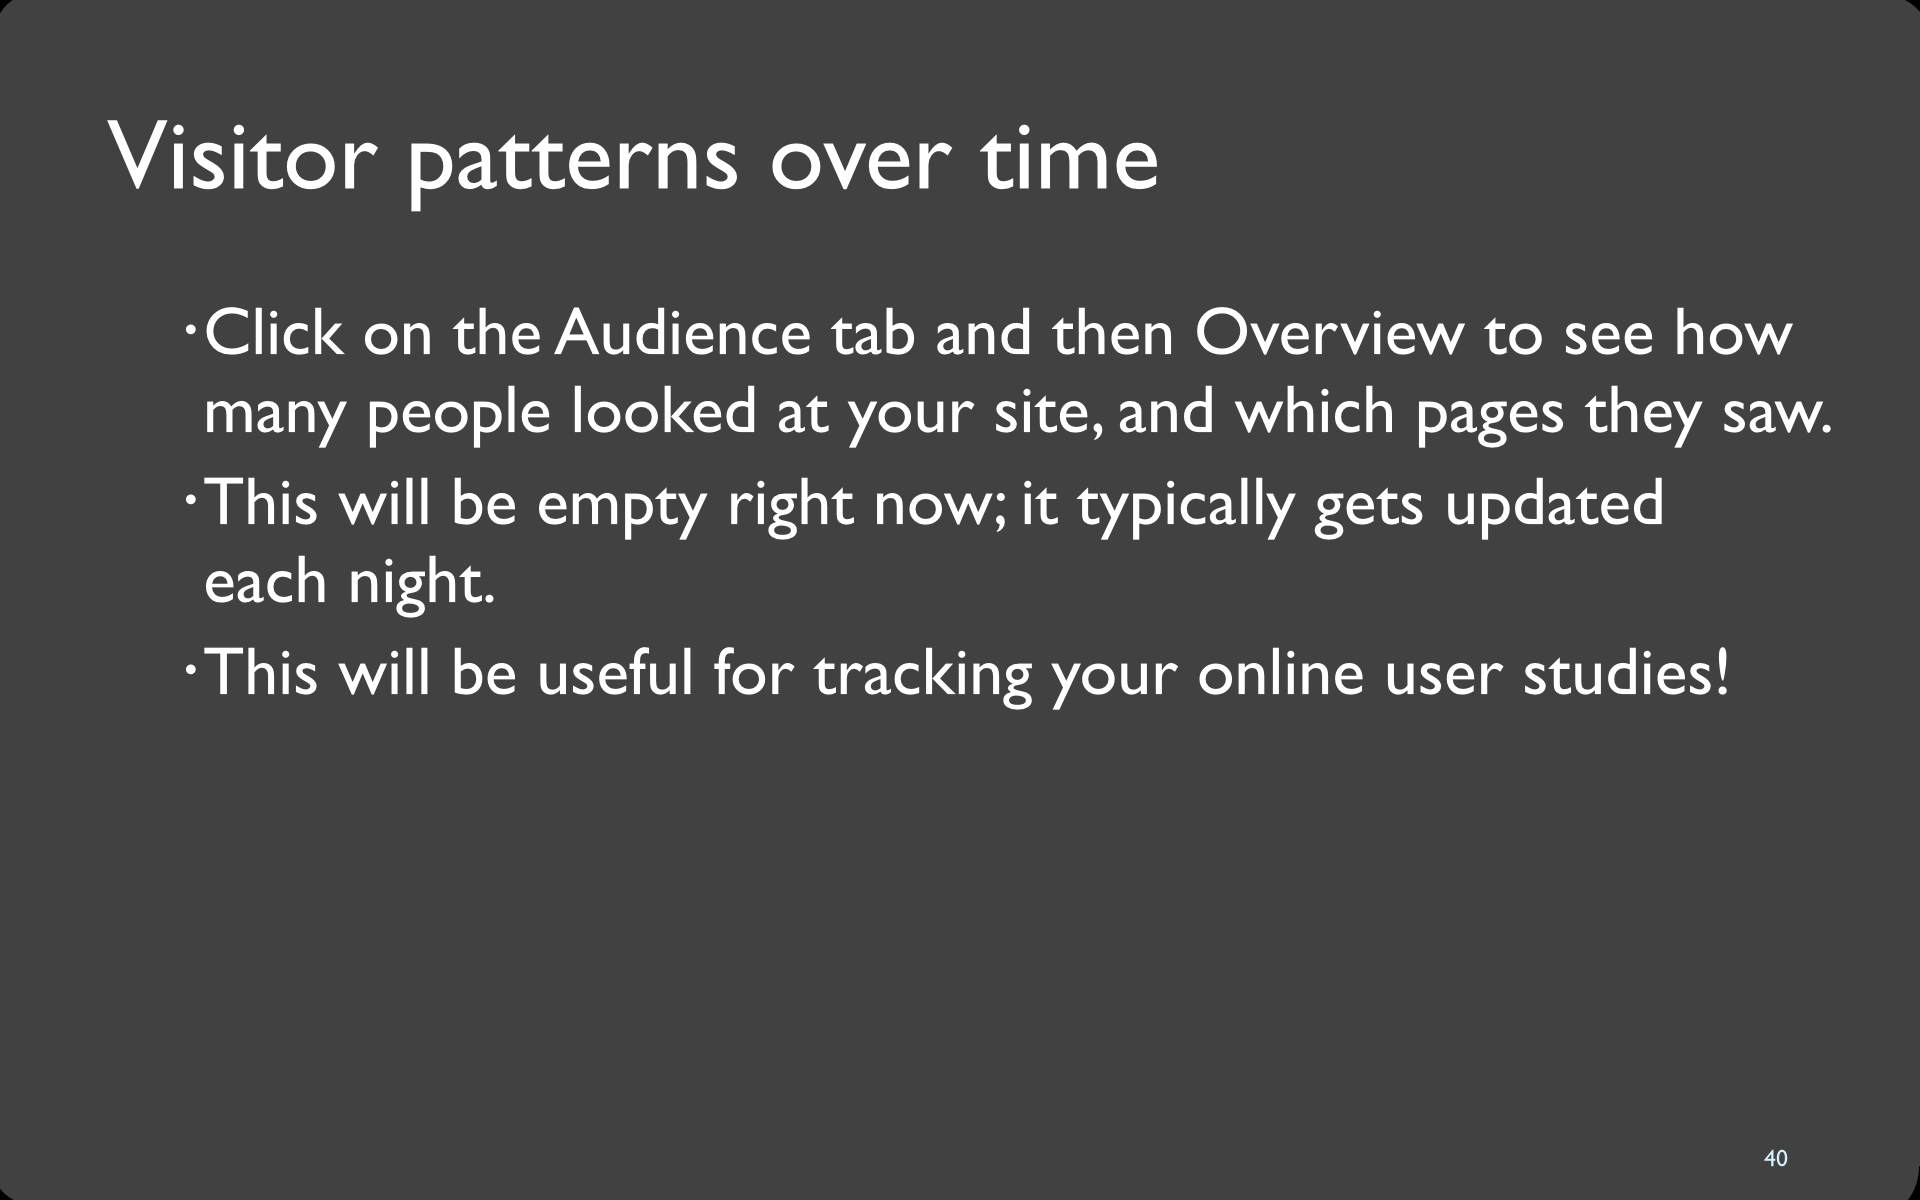 Visitor patterns over time
· Click on the Audience tab and then Overview to see how
many people looked at your site, and which pages they saw.
· This will be empty right now; it typically gets updated
each night.
· This will be useful for tracking your online user studies!
40